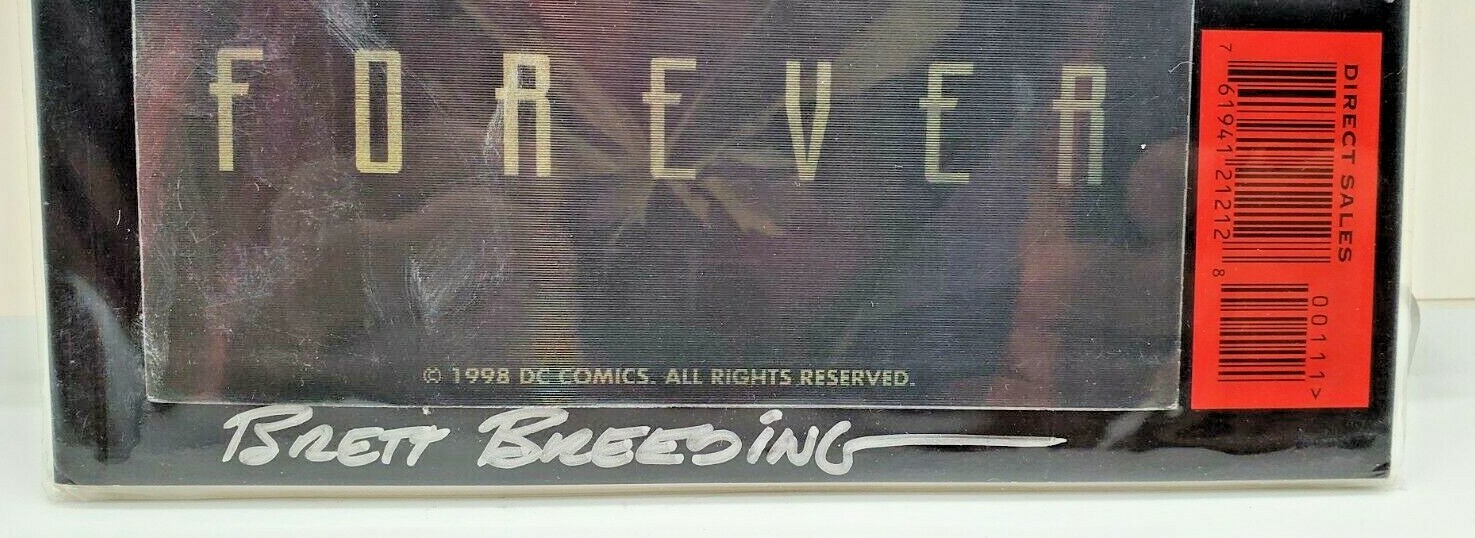 FOREVER
© 1998 DC COMICS. ALL RIGHTS RESERVED.
BRETT BREEDING
DIRECT SALES
7 61941 21212 8
00111>